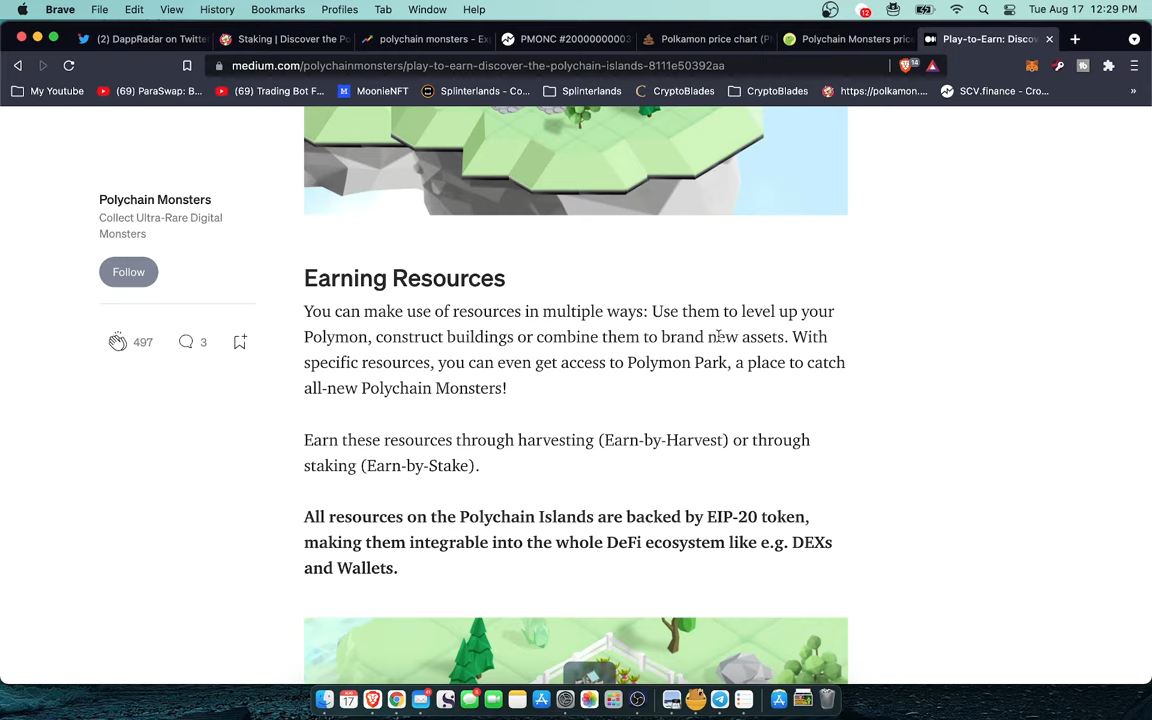 Brave File Edit View History Bookmarks Profiles Tab Window Help
12
Tue Aug 17 12:29 PM
(2) DappRadar on Twitte
Staking | Discover the Po
polychain monsters - Ex
PMONC #20000000003
Polkamon price chart (P
Polychain Monsters pric
Play-to-Earn: Discov
medium.com/polychainmonsters/play-to-earn-discover-the-polychain-islands-8111e50392aa
14
My Youtube
(69) ParaSwap: B...
(69) Trading Bot F...
MoonieNFT
Splinterlands - Co...
Splinterlands
CryptoBlades
CryptoBlades
https://polkamon....
SCV.finance - Cro...
»
Polychain Monsters
Collect Ultra-Rare Digital
Monsters
Follow
497
3
Earning Resources
You can make use of resources in multiple ways: Use them to level up your
Polymon, construct buildings or combine them to brand new assets. With
specific resources, you can even get access to Polymon Park, a place to catch
all-new Polychain Monsters!
Earn these resources through harvesting (Earn-by-Harvest) or through
staking (Earn-by-Stake).
All resources on the Polychain Islands are backed by EIP-20 token,
making them integrable into the whole DeFi ecosystem like e.g. DEXs
and Wallets.